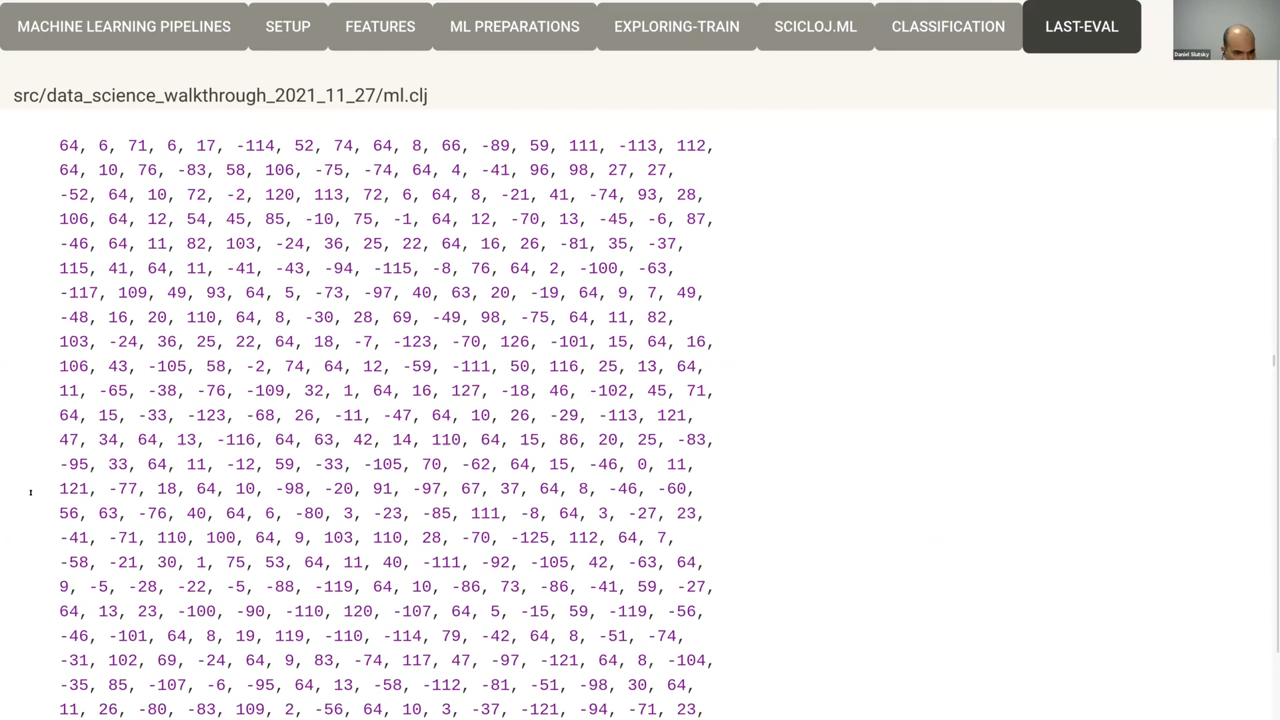 MACHINE LEARNING PIPELINES SETUP FEATURES ML PREPARATIONS EXPLORING-TRAIN SCICLOJ.ML CLASSIFICATION LAST-EVAL
Daniel Slutsky
src/data_science_walkthrough_2021_11_27/ml.clj
64, 6, 71, 6, 17, -114, 52, 74, 64, 8, 66, -89, 59, 111, -113, 112,
64, 10, 76, -83, 58, 106, -75, -74, 64, 4, -41, 96, 98, 27, 27,
-52, 64, 10, 72, -2, 120, 113, 72, 6, 64, 8, -21, 41, -74, 93, 28,
106, 64, 12, 54, 45, 85, -10, 75, -1, 64, 12, -70, 13, -45, -6, 87,
-46, 64, 11, 82, 103, -24, 36, 25, 22, 64, 16, 26, -81, 35, -37,
115, 41, 64, 11, -41, -43, -94, -115, -8, 76, 64, 2, -100, -63,
-117, 109, 49, 93, 64, 5, -73, -97, 40, 63, 20, -19, 64, 9, 7, 49,
-48, 16, 20, 110, 64, 8, -30, 28, 69, -49, 98, -75, 64, 11, 82,
103, -24, 36, 25, 22, 64, 18, -7, -123, -70, 126, -101, 15, 64, 16,
106, 43, -105, 58, -2, 74, 64, 12, -59, -111, 50, 116, 25, 13, 64,
11, -65, -38, -76, -109, 32, 1, 64, 16, 127, -18, 46, -102, 45, 71,
64, 15, -33, -123, -68, 26, -11, -47, 64, 10, 26, -29, -113, 121,
47, 34, 64, 13, -116, 64, 63, 42, 14, 110, 64, 15, 86, 20, 25, -83,
-95, 33, 64, 11, -12, 59, -33, -105, 70, -62, 64, 15, -46, 0, 11,
121, -77, 18, 64, 10, -98, -20, 91, -97, 67, 37, 64, 8, -46, -60,
56, 63, -76, 40, 64, 6, -80, 3, -23, -85, 111, -8, 64, 3, -27, 23,
-41, -71, 110, 100, 64, 9, 103, 110, 28, -70, -125, 112, 64, 7,
-58, -21, 30, 1, 75, 53, 64, 11, 40, -111, -92, -105, 42, -63, 64,
9, -5, -28, -22, -5, -88, -119, 64, 10, -86, 73, -86, -41, 59, -27,
64, 13, 23, -100, -90, -110, 120, -107, 64, 5, -15, 59, -119, -56,
-46, -101, 64, 8, 19, 119, -110, -114, 79, -42, 64, 8, -51, -74,
-31, 102, 69, -24, 64, 9, 83, -74, 117, 47, -97, -121, 64, 8, -104,
-35, 85, -107, -6, -95, 64, 13, -58, -112, -81, -51, -98, 30, 64,
11, 26, -80, -83, 109, 2, -56, 64, 10, 3, -37, -121, -94, -71, 23,